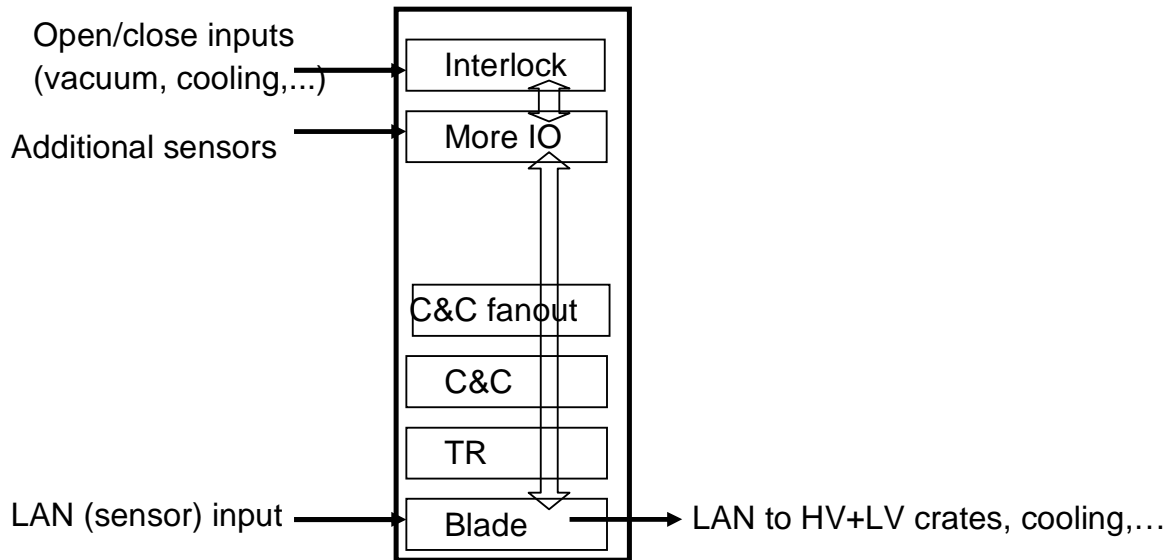 Open/close inputs
(vacuum, cooling,...)
Interlock
Additional sensors
More IO
C&C fanout
C&C
TR
LAN (sensor) input
Blade
LAN to HV+LV crates, cooling,…